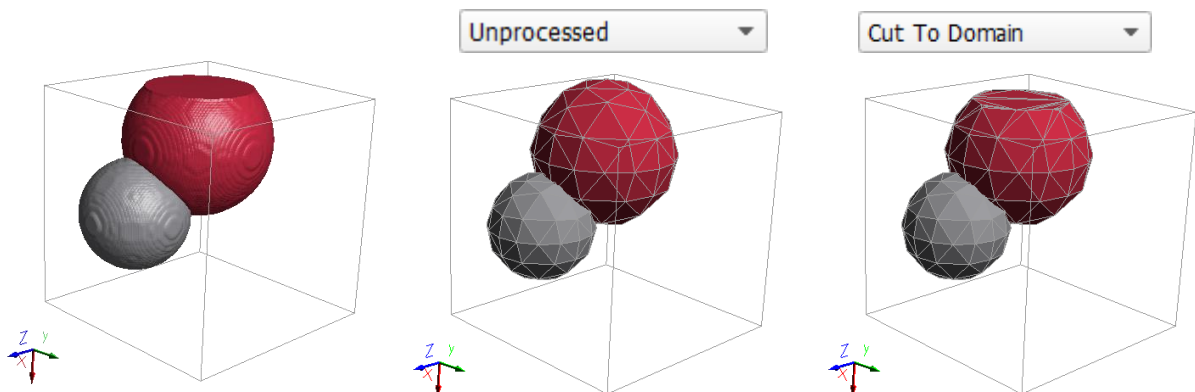 Unprocessed
Cut To Domain
Z y
X
Z y
X
Z y
X